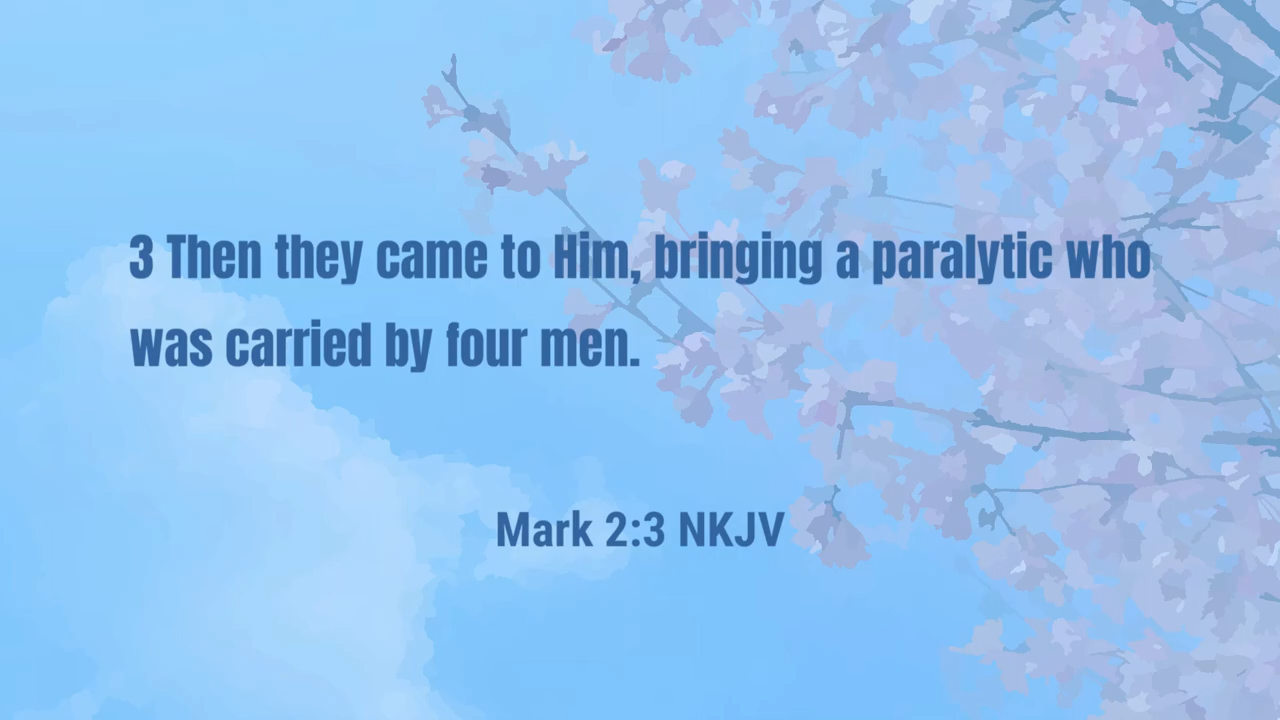 3 Then they came to Him, bringing a paralytic who
was carried by four men.
Mark 2:3 NKJV